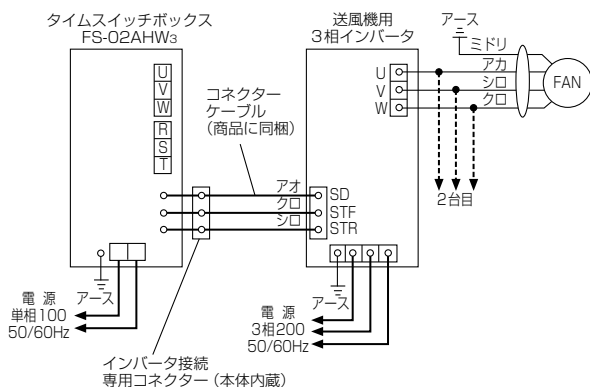 タイムスイッチボックス
FS-02AHW3
U
V
W
R
S
T
コネクター
ケーブル
(商品に同梱)
アオ
クロ
シロ
送風機用
3相インバータ
U
V
W
SD
STF
STR
アース
ミドリ
アカ
シロ
クロ
FAN
2台目
アース
電 源
単相100
50/60Hz
アース
電 源
3相200
50/60Hz
インバータ接続
専用コネクター(本体内蔵)